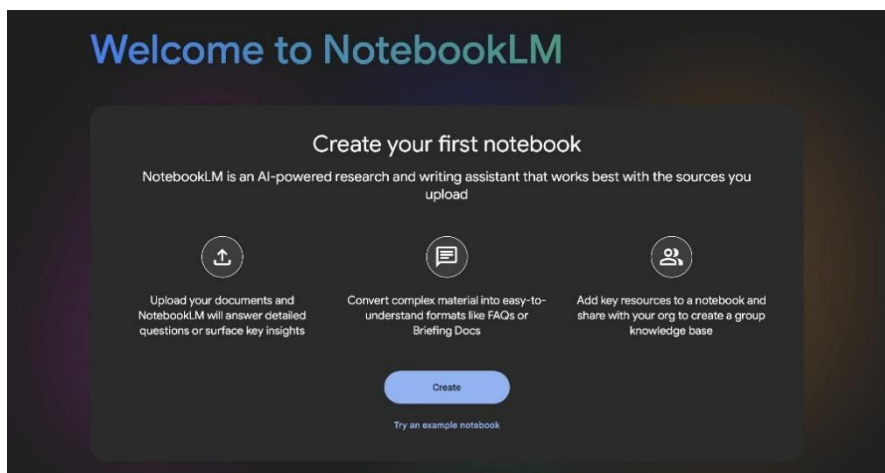 Welcome to NotebookLM
Create your first notebook
NotebookLM is an AI-powered research and writing assistant that works best with the sources you
upload
Upload your documents and
NotebookLM will answer detailed
questions or surface key insights
Convert complex material into easy-to-
understand formats like FAQs or
Briefing Docs
Add key resources to a notebook and
share with your org to create a group
knowledge base
Create
Try an example notebook